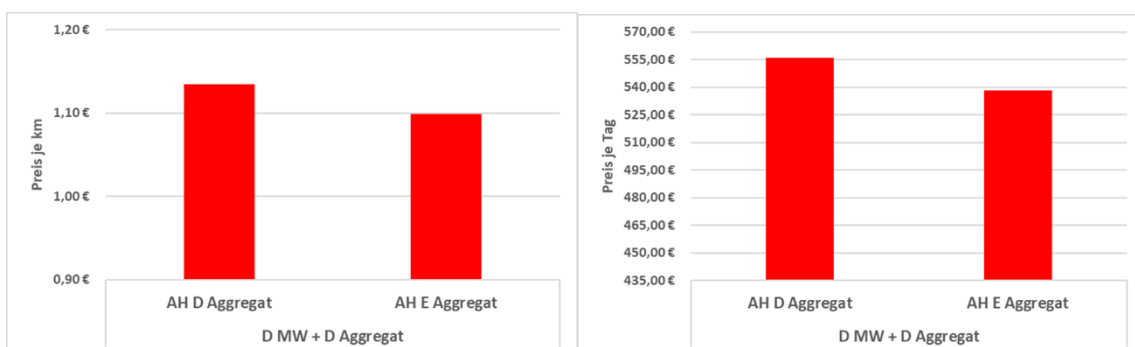 1,20 €
1,10 €
1,00 €
0,90 €
Preis je km
AH D Aggregat
AH E Aggregat
D MW + D Aggregat
570,00 €
555,00 €
540,00 €
525,00 €
510,00 €
495,00 €
480,00 €
465,00 €
450,00 €
435,00 €
Preis je Tag
AH D Aggregat
AH E Aggregat
D MW + D Aggregat